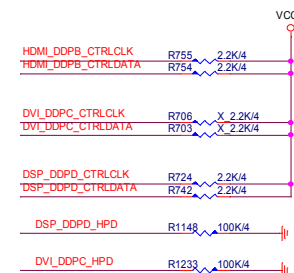 VCC
HDMI_DDPB_CTRLCLK R755 2.2K/4
HDMI_DDPB_CTRLDATA R754 2.2K/4
DVI_DDPC_CTRLCLK R706 X_2.2K/4
DVI_DDPC_CTRLDATA R703 X_2.2K/4
DSP_DDPD_CTRLCLK R724 2.2K/4
DSP_DDPD_CTRLDATA R742 2.2K/4
DSP_DDPD_HPD R1148 100K/4
DVI_DDPC_HPD R1233 100K/4